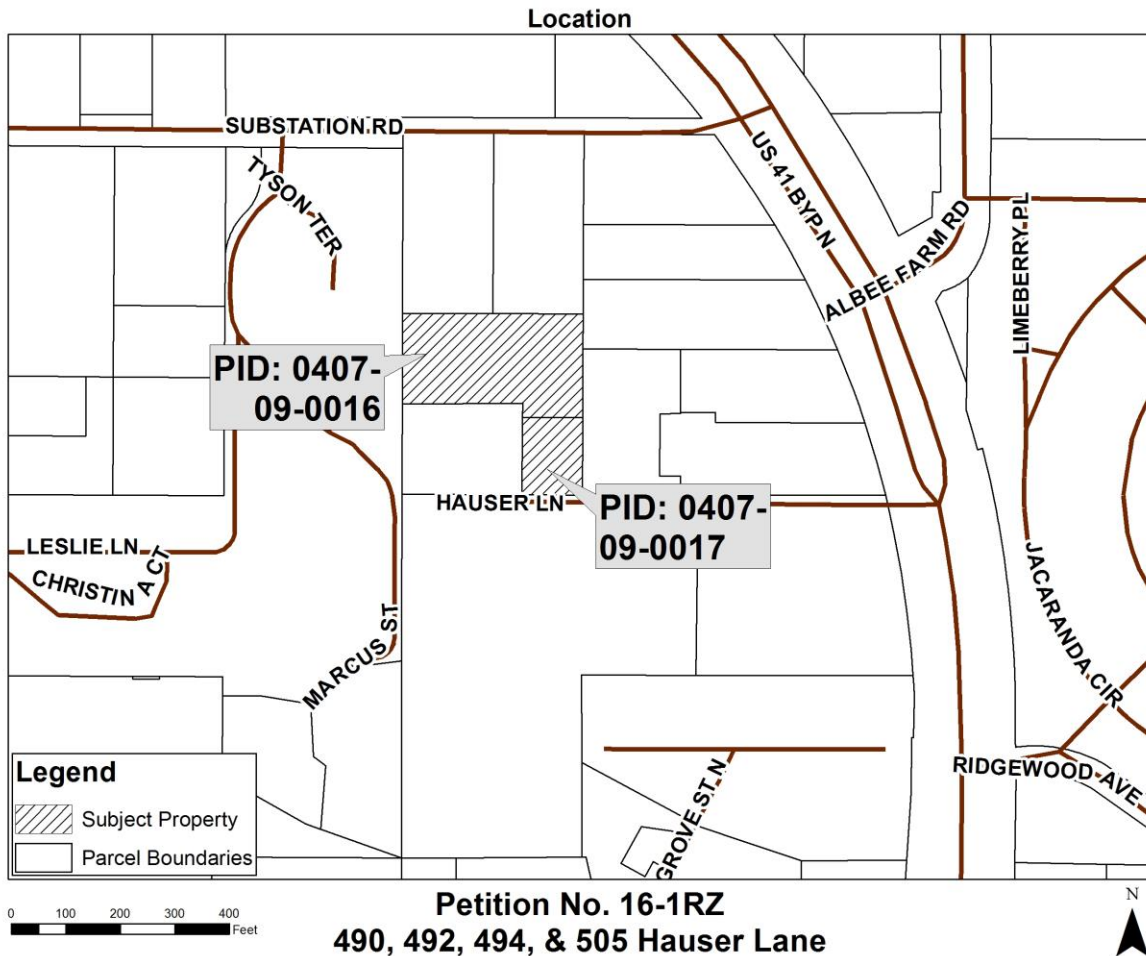 Location
SUBSTATION RD
TYSON TER
US 41 BYP N
ALBEE FARM RD
LIMEBERRY PL
PID: 0407-
09-0016
HAUSER LN
PID: 0407-
09-0017
LESLIE LN
CHRISTINA CT
MARCUS ST
JACARANDA CIR
RIDGEWOOD AVE
GROVE ST N
Legend
Subject Property
Parcel Boundaries
0 100 200 300 400
Feet
Petition No. 16-1RZ
490, 492, 494, & 505 Hauser Lane
N